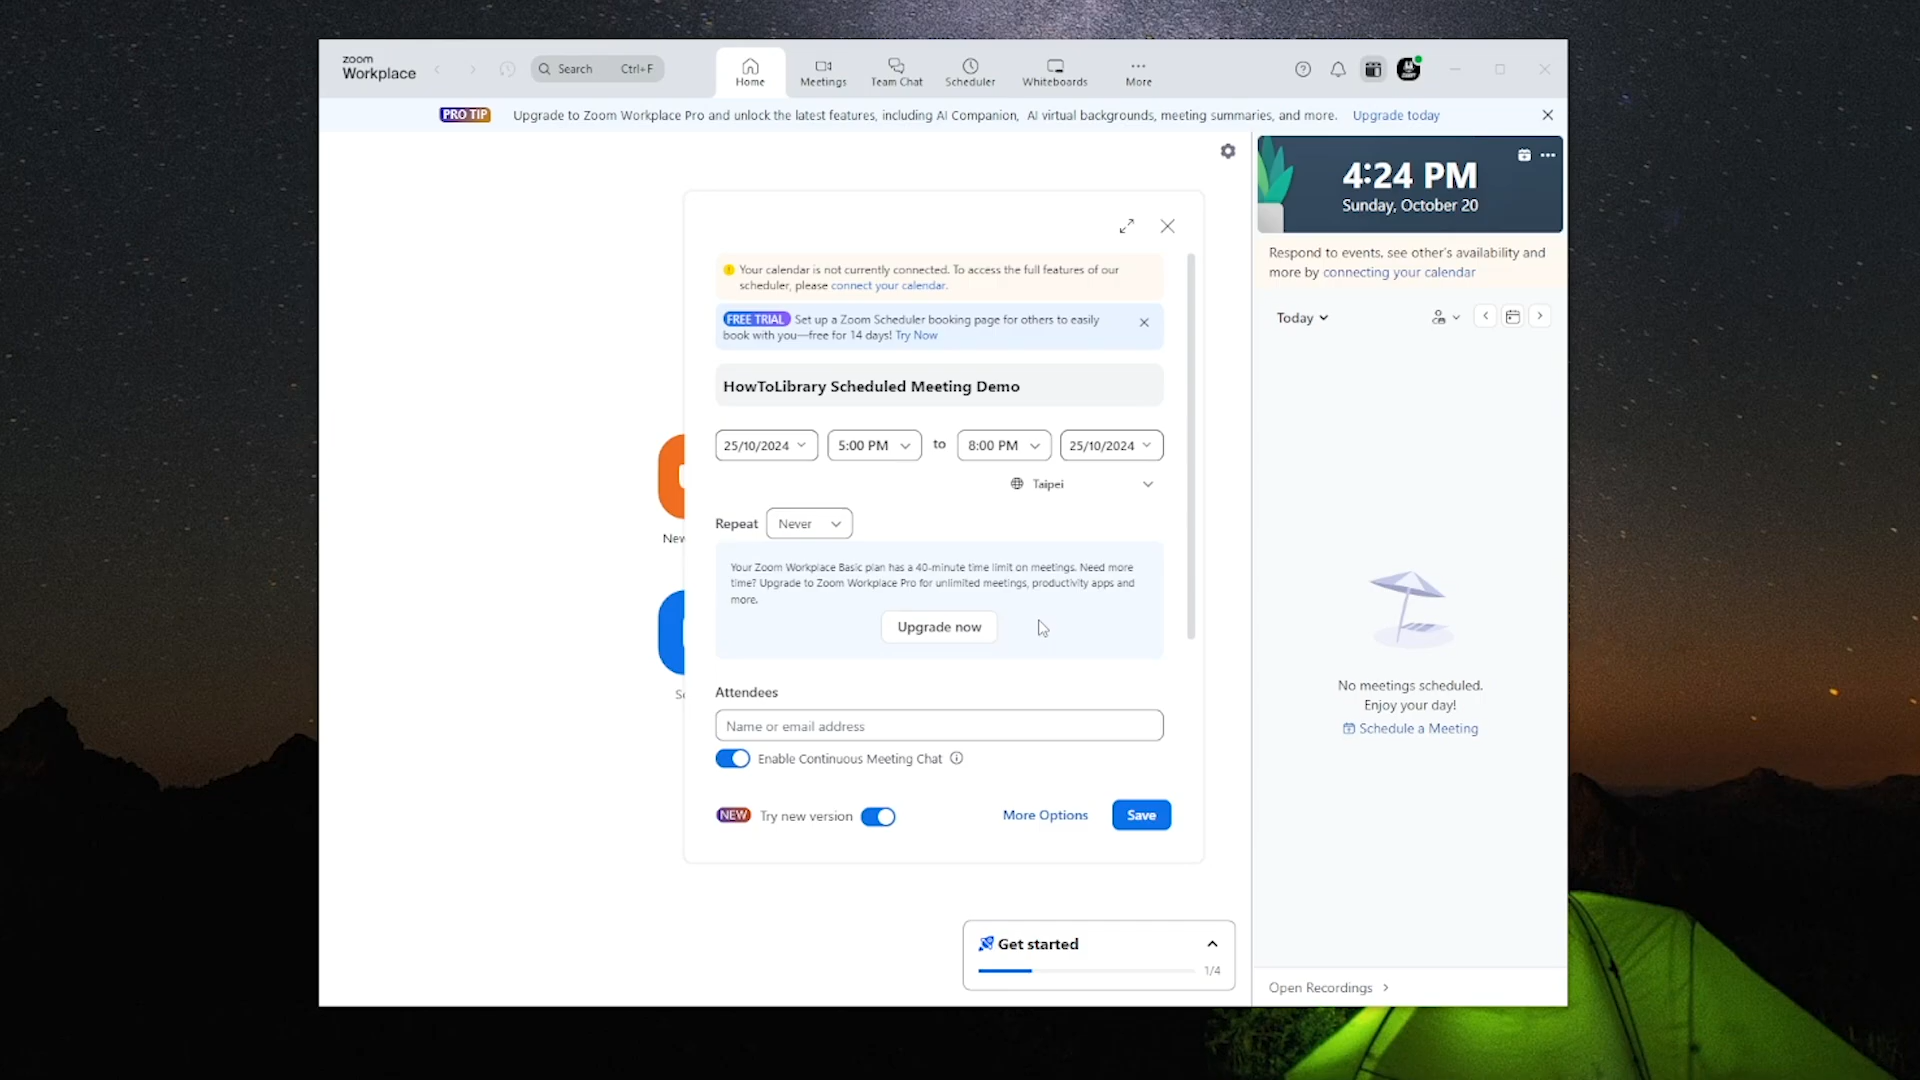 zoom
Workplace
Search Ctrl+F
Home
Meetings
Team Chat
Scheduler
Whiteboards
More
PRO TIP Upgrade to Zoom Workplace Pro and unlock the latest features, including AI Companion, AI virtual backgrounds, meeting summaries, and more. Upgrade today
Your calendar is not currently connected. To access the full features of our
scheduler, please connect your calendar.
FREE TRIAL Set up a Zoom Scheduler booking page for others to easily
book with you—free for 14 days! Try Now
HowToLibrary Scheduled Meeting Demo
25/10/2024 5:00 PM to 8:00 PM 25/10/2024
Taipei
Repeat Never
Your Zoom Workplace Basic plan has a 40-minute time limit on meetings. Need more
time? Upgrade to Zoom Workplace Pro for unlimited meetings, productivity apps and
more.
Upgrade now
Attendees
Name or email address
Enable Continuous Meeting Chat
NEW Try new version
More Options
Save
New
Get started
1/4
4:24 PM
Sunday, October 20
Respond to events, see other's availability and
more by connecting your calendar
Today
No meetings scheduled.
Enjoy your day!
Schedule a Meeting
Open Recordings